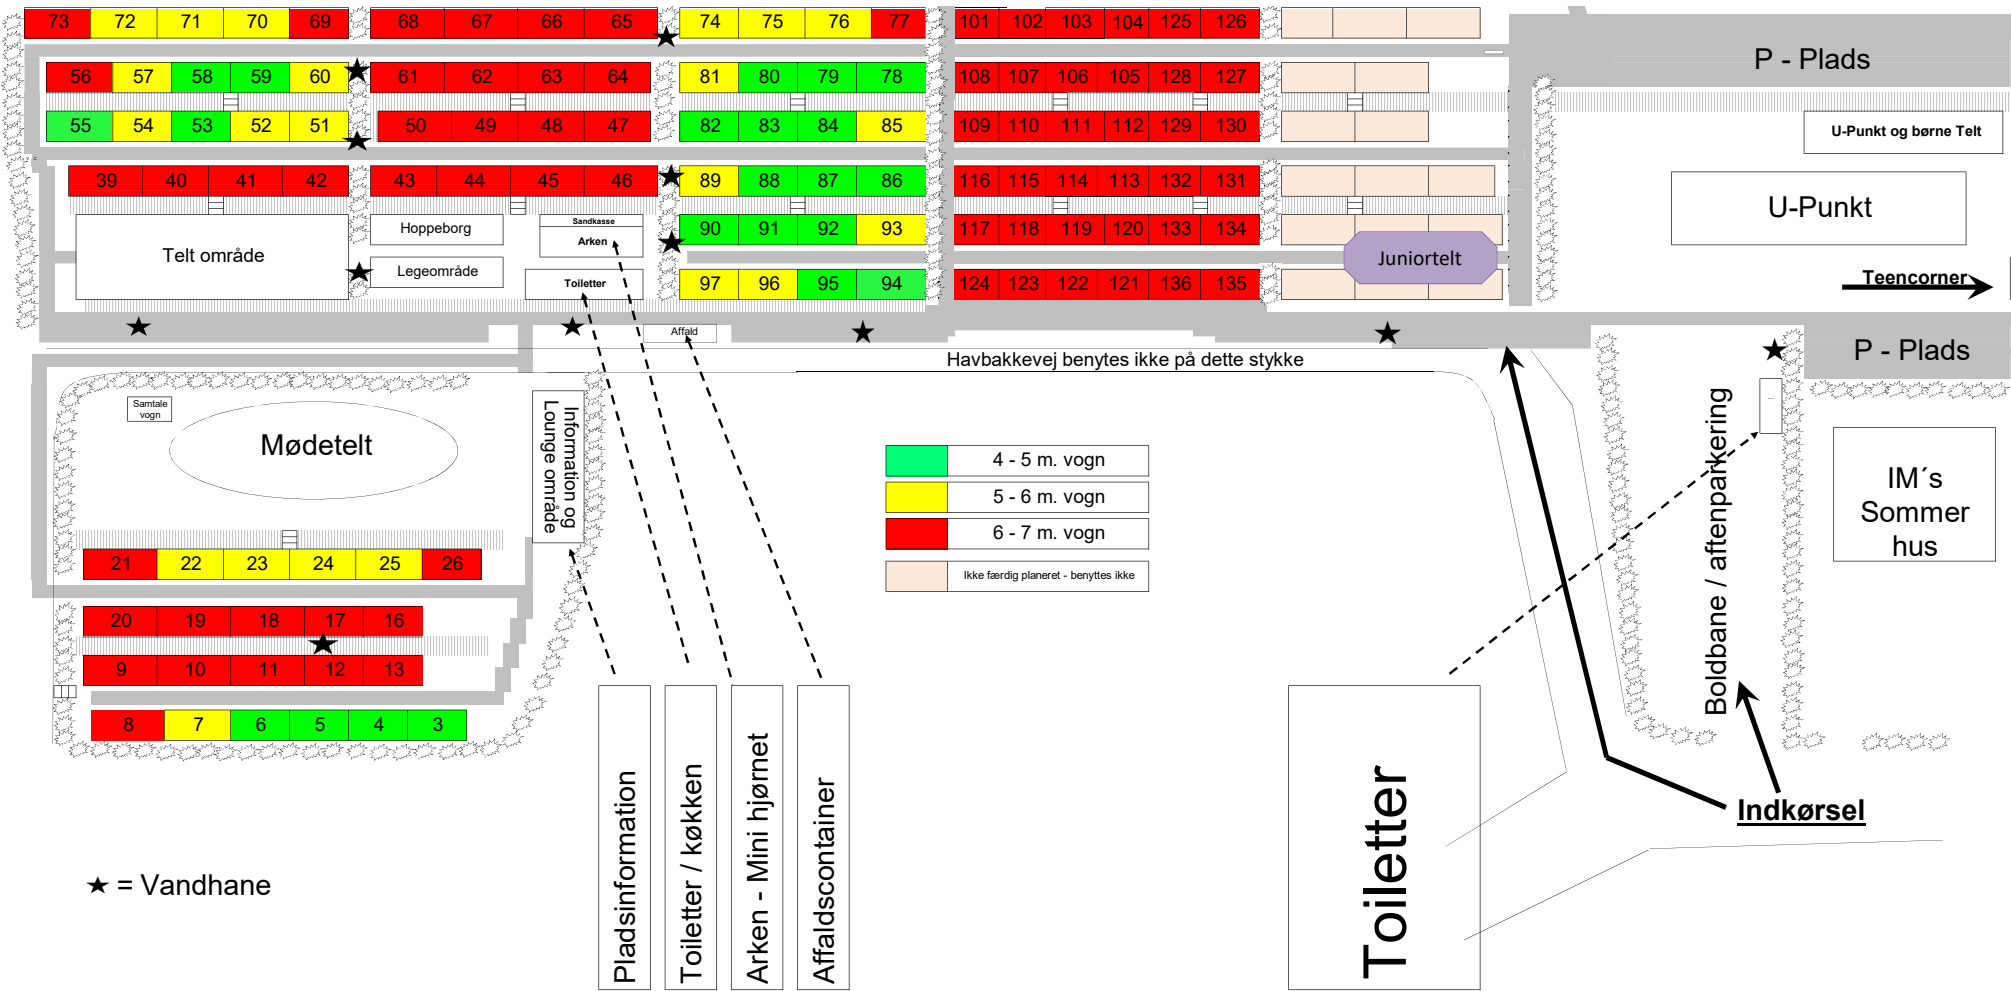 73 72 71 70 69 68 67 66 65 74 75 76 77 101 102 103 104 125 126
P - Plads
56 57 58 59 60 61 62 63 64 81 80 79 78 108 107 106 105 128 127
55 54 53 52 51 50 49 48 47 82 83 84 85 109 110 111 112 129 130
U-Punkt og børne Telt
39 40 41 42 43 44 45 46 89 88 87 86 116 115 114 113 132 131
U-Punkt
Telt område
Hoppeborg
Sandkasse
Arken
90 91 92 93 117 118 119 120 133 134
Juniortelt
Legeområde
Toiletter
97 96 95 94 124 123 122 121 136 135
Teencorner
Affald
Havbakkevej benytes ikke på dette stykke
P - Plads
Samtale
vogn
Mødetelt
Information og
Lounge område
4 - 5 m. vogn
5 - 6 m. vogn
6 - 7 m. vogn
Ikke færdig planeret - benyttes ikke
Boldbane / aftenparkering
IM´s
Sommer
hus
21 22 23 24 25 26
20 19 18 17 16
9 10 11 12 13
8 7 6 5 4 3
Pladsinformation
Toiletter / køkken
Arken - Mini hjørnet
Affaldscontainer
Toiletter
Indkørsel
★ = Vandhane